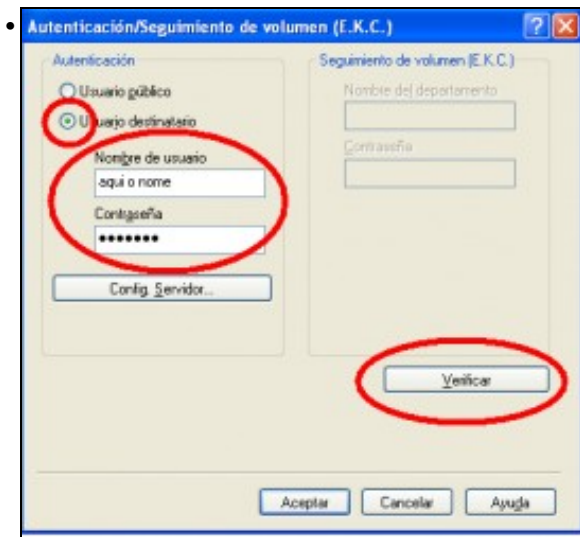 Autenticación/Seguimiento de volumen (E.K.C.)
Autenticación
Usuario público
Usuario destinatario
Nombre de usuario
aqui o nome
Contraseña
•••••••
Config. Servidor...
Seguimiento de volumen (E.K.C.)
Nombre del departamento
Contraseña
Verificar
Aceptar
Cancelar
Ayuda